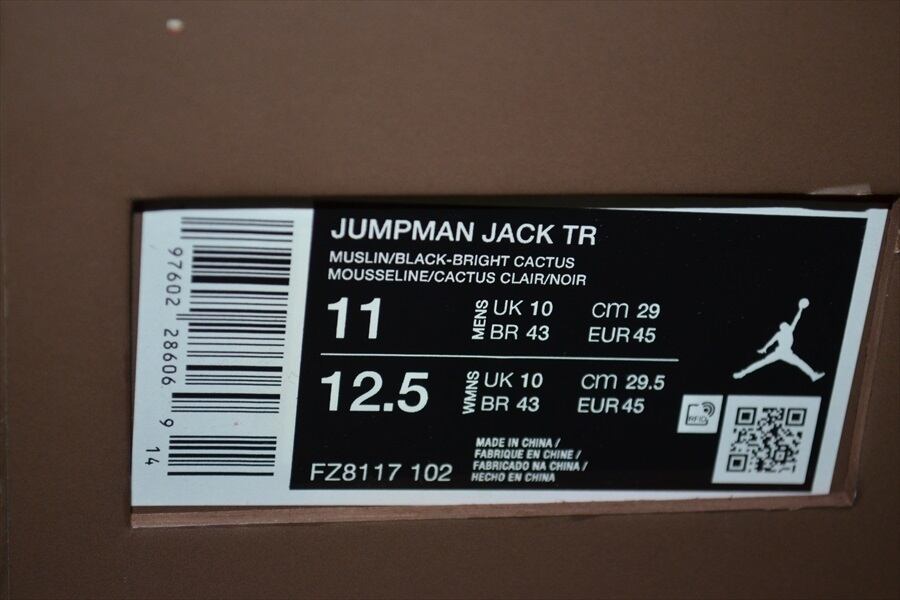 JUMPMAN JACK TR
MUSLIN/BLACK-BRIGHT CACTUS
MOUSSELINE/CACTUS CLAIR/NOIR
11
MENS
UK 10
cm 29
BR 43
EUR 45
12.5
WMNS
UK 10
cm 29.5
BR 43
EUR 45
FZ8117 102
MADE IN CHINA /
FABRIQUE EN CHINE /
FABRICADO NA CHINA /
HECHO EN CHINA
RFID
97602 28606 9
14